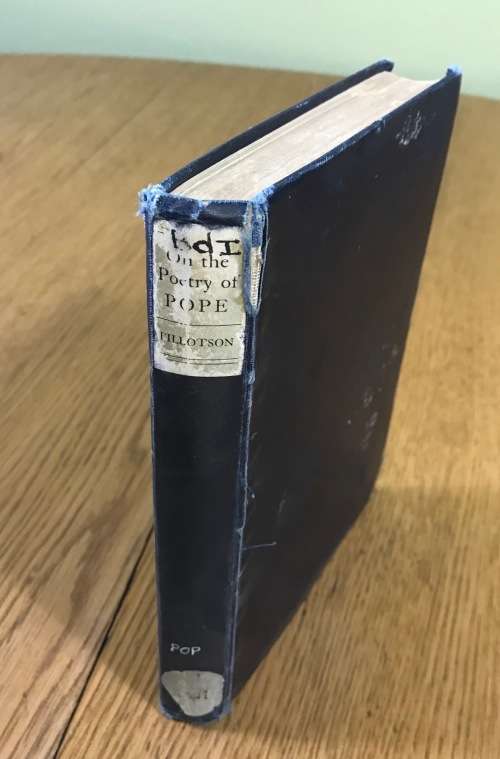 On the
Poetry of
POPE
TILLOTSON
POP